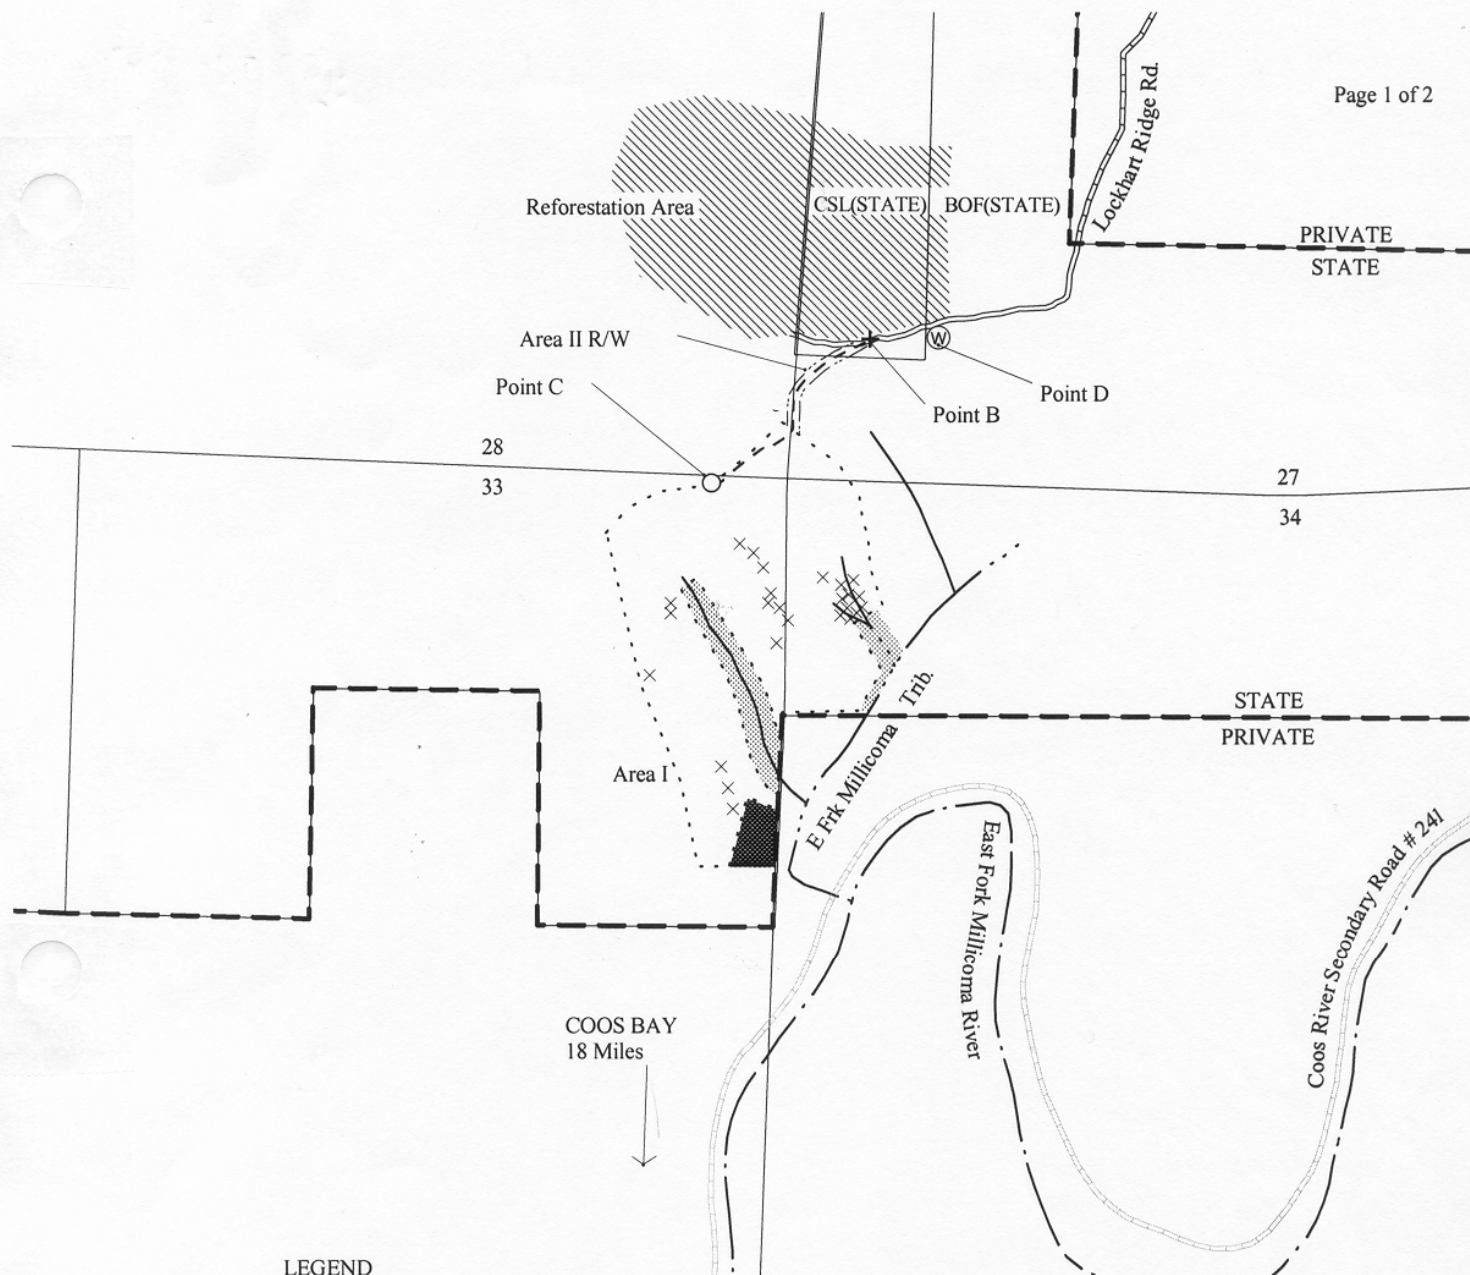 Page 1 of 2
Lockhart Ridge Rd.
Reforestation Area
CSL(STATE)
BOF(STATE)
PRIVATE
STATE
Area II R/W
W
Point C
Point D
Point B
28
33
27
34
STATE
PRIVATE
Area I
E Frk Millicoma Trib.
East Fork Millicoma River
Coos River Secondary Road # 241
COOS BAY
18 Miles
LEGEND